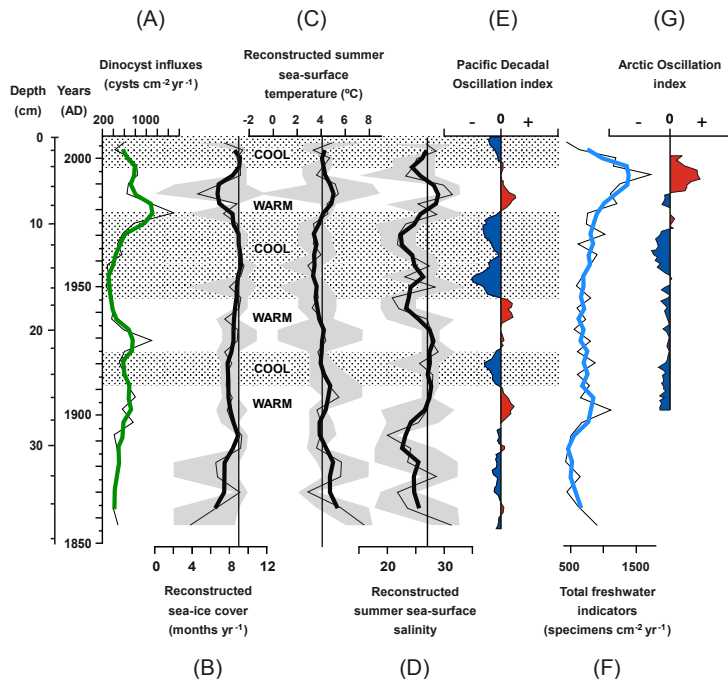 (A)
(C)
(E)
(G)
Dinocyst influxes
(cysts cm-2 yr-1)
Reconstructed summer
sea-surface
temperature (ºC)
Pacific Decadal
Oscillation index
Arctic Oscillation
index
Depth
(cm)
Years
(AD)
200 1000
-2 0 4 8
− 0 +
− 0 +
0
10
20
30
2000
1950
1900
1850
COOL
WARM
COOL
WARM
COOL
WARM
0 4 8 12
20 30
500 1500
Reconstructed
sea-ice cover
(months yr-1)
Reconstructed
summer sea-surface
salinity
Total freshwater
indicators
(specimens cm-2 yr-1)
(B)
(D)
(F)